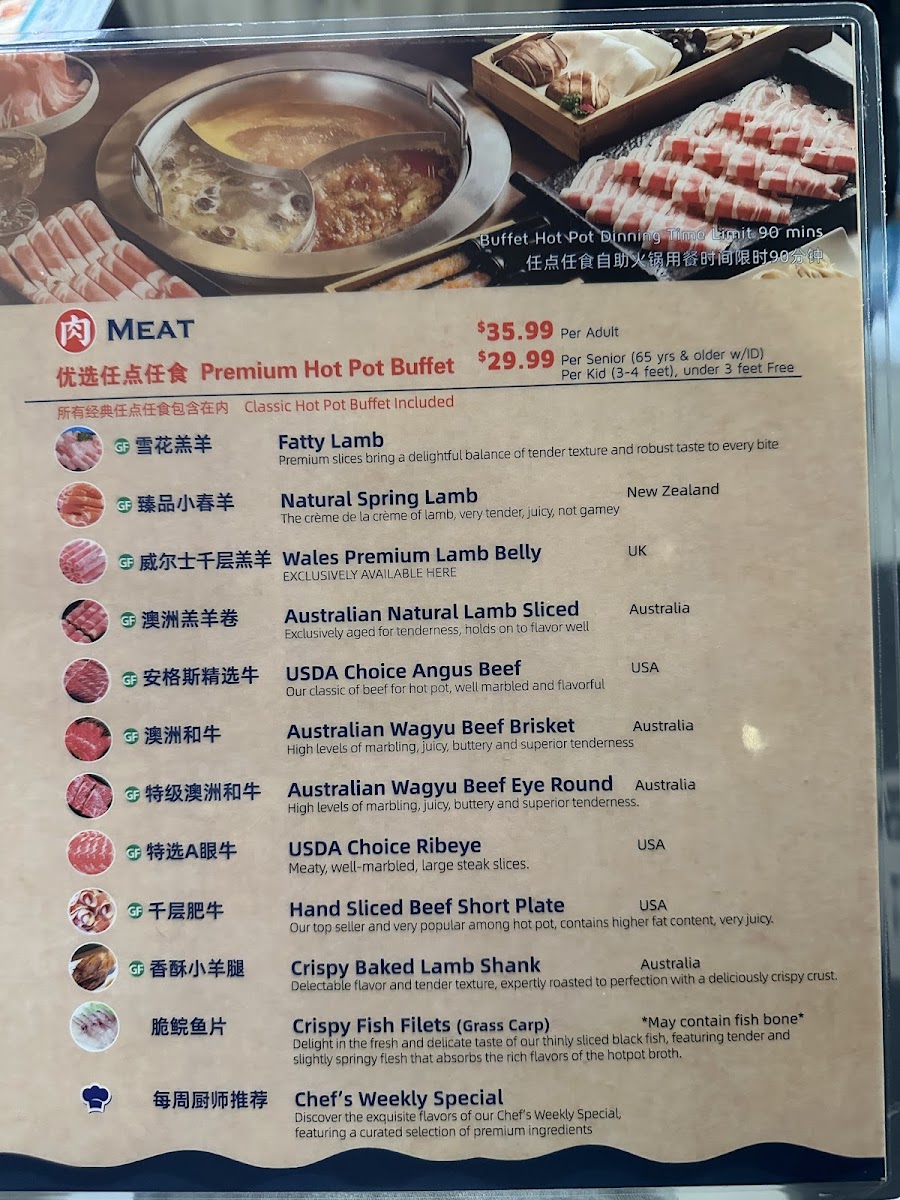 Buffet Hot Pot Dinning Time Limit 90 mins
任点任食自助火锅用餐时间限时90分钟
肉 MEAT
$35.99 Per Adult
优选任点任食 Premium Hot Pot Buffet
$29.99 Per Senior (65 yrs & older w/ID)
Per Kid (3-4 feet), under 3 feet Free
所有经典任点任食包含在内 Classic Hot Pot Buffet Included
GF 雪花羔羊 Fatty Lamb
Premium slices bring a delightful balance of tender texture and robust taste to every bite
GF 臻品小春羊 Natural Spring Lamb New Zealand
The crème de la crème of lamb, very tender, juicy, not gamey
GF 威尔士千层羔羊 Wales Premium Lamb Belly UK
EXCLUSIVELY AVAILABLE HERE
GF 澳洲羔羊卷 Australian Natural Lamb Sliced Australia
Exclusively aged for tenderness, holds on to flavor well
GF 安格斯精选牛 USDA Choice Angus Beef USA
Our classic of beef for hot pot, well marbled and flavorful
GF 澳洲和牛 Australian Wagyu Beef Brisket Australia
High levels of marbling, juicy, buttery and superior tenderness
GF 特级澳洲和牛 Australian Wagyu Beef Eye Round Australia
High levels of marbling, juicy, buttery and superior tenderness.
GF 特选A眼牛 USDA Choice Ribeye USA
Meaty, well-marbled, large steak slices.
GF 千层肥牛 Hand Sliced Beef Short Plate USA
Our top seller and very popular among hot pot, contains higher fat content, very juicy.
GF 香酥小羊腿 Crispy Baked Lamb Shank Australia
Delectable flavor and tender texture, expertly roasted to perfection with a deliciously crispy crust.
脆鲩鱼片 Crispy Fish Filets (Grass Carp) *May contain fish bone*
Delight in the fresh and delicate taste of our thinly sliced black fish, featuring tender and
slightly springy flesh that absorbs the rich flavors of the hotpot broth.
每周厨师推荐 Chef's Weekly Special
Discover the exquisite flavors of our Chef's Weekly Special,
featuring a curated selection of premium ingredients